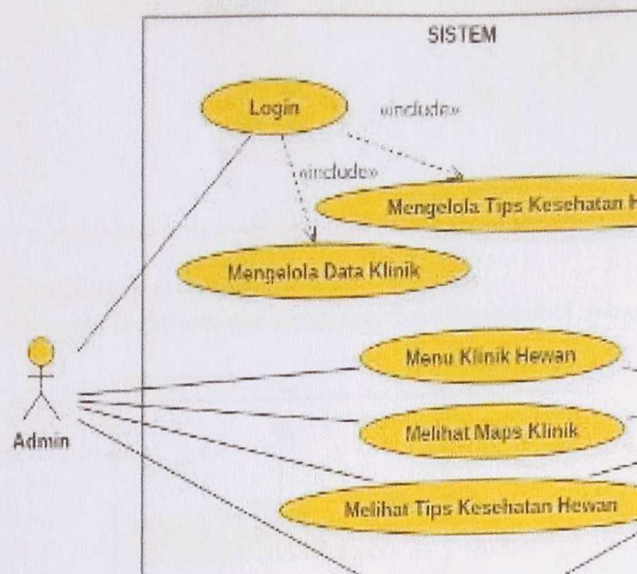 SISTEM
Login
«include»
«include»
Mengelola Tips Kesehatan H
Mengelola Data Klinik
Menu Klinik Hewan
Melihat Maps Klinik
Admin
Melihat Tips Kesehatan Hewan